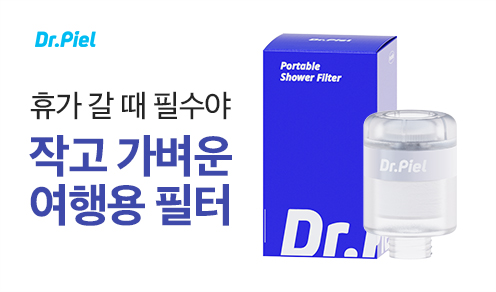 Dr.Piel
휴가 갈 때 필수야
작고 가벼운
여행용 필터
Portable
Shower Filter
Dr.Piel